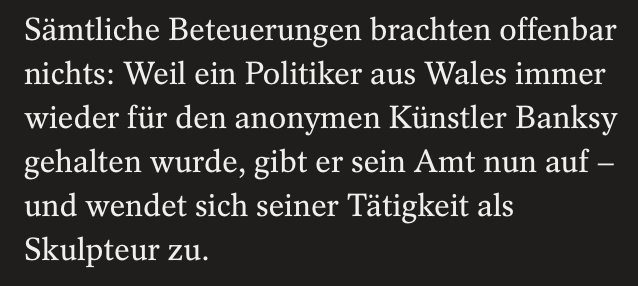 Sämtliche Beteuerungen brachten offenbar
nichts: Weil ein Politiker aus Wales immer
wieder für den anonymen Künstler Banksy
gehalten wurde, gibt er sein Amt nun auf –
und wendet sich seiner Tätigkeit als
Skulpteur zu.